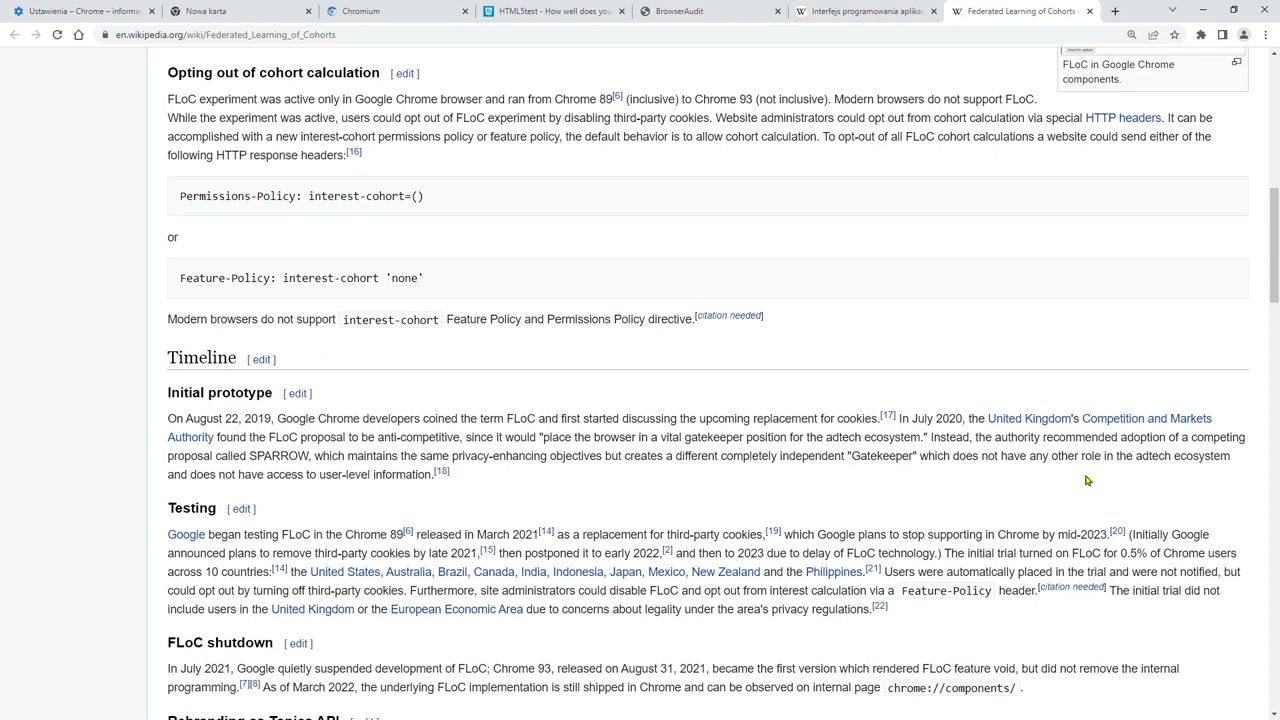 Ustawienia – Chrome – informac
Nowa karta
Chromium
HTML5test - How well does you
BrowserAudit
Interfejs programowania aplikac
Federated Learning of Cohorts -
en.wikipedia.org/wiki/Federated_Learning_of_Cohorts
FLoC in Google Chrome
components.
Opting out of cohort calculation [ edit ]
FLoC experiment was active only in Google Chrome browser and ran from Chrome 89[6] (inclusive) to Chrome 93 (not inclusive). Modern browsers do not support FLoC.
While the experiment was active, users could opt out of FLoC experiment by disabling third-party cookies. Website administrators could opt out from cohort calculation via special HTTP headers. It can be
accomplished with a new interest-cohort permissions policy or feature policy, the default behavior is to allow cohort calculation. To opt-out of all FLoC cohort calculations a website could send either of the
following HTTP response headers:[16]
Permissions-Policy: interest-cohort=()
or
Feature-Policy: interest-cohort 'none'
Modern browsers do not support interest-cohort Feature Policy and Permissions Policy directive.[citation needed]
Timeline [ edit ]
Initial prototype [ edit ]
On August 22, 2019, Google Chrome developers coined the term FLoC and first started discussing the upcoming replacement for cookies.[17] In July 2020, the United Kingdom's Competition and Markets
Authority found the FLoC proposal to be anti-competitive, since it would "place the browser in a vital gatekeeper position for the adtech ecosystem." Instead, the authority recommended adoption of a competing
proposal called SPARROW, which maintains the same privacy-enhancing objectives but creates a different completely independent "Gatekeeper" which does not have any other role in the adtech ecosystem
and does not have access to user-level information.[18]
Testing [ edit ]
Google began testing FLoC in the Chrome 89[6] released in March 2021[14] as a replacement for third-party cookies,[19] which Google plans to stop supporting in Chrome by mid-2023.[20] (Initially Google
announced plans to remove third-party cookies by late 2021,[15] then postponed it to early 2022,[2] and then to 2023 due to delay of FLoC technology.) The initial trial turned on FLoC for 0.5% of Chrome users
across 10 countries:[14] the United States, Australia, Brazil, Canada, India, Indonesia, Japan, Mexico, New Zealand and the Philippines.[21] Users were automatically placed in the trial and were not notified, but
could opt out by turning off third-party cookies. Furthermore, site administrators could disable FLoC and opt out from interest calculation via a Feature-Policy header.[citation needed] The initial trial did not
include users in the United Kingdom or the European Economic Area due to concerns about legality under the area's privacy regulations.[22]
FLoC shutdown [ edit ]
In July 2021, Google quietly suspended development of FLoC; Chrome 93, released on August 31, 2021, became the first version which rendered FLoC feature void, but did not remove the internal
programming.[7][8] As of March 2022, the underlying FLoC implementation is still shipped in Chrome and can be observed on internal page chrome://components/ .
Rebranding as Topics API [ edit ]